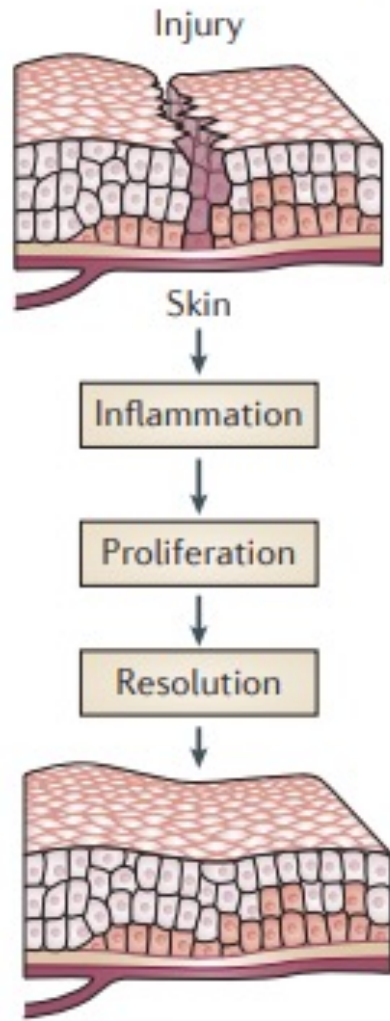 Injury
Skin
Inflammation
Proliferation
Resolution